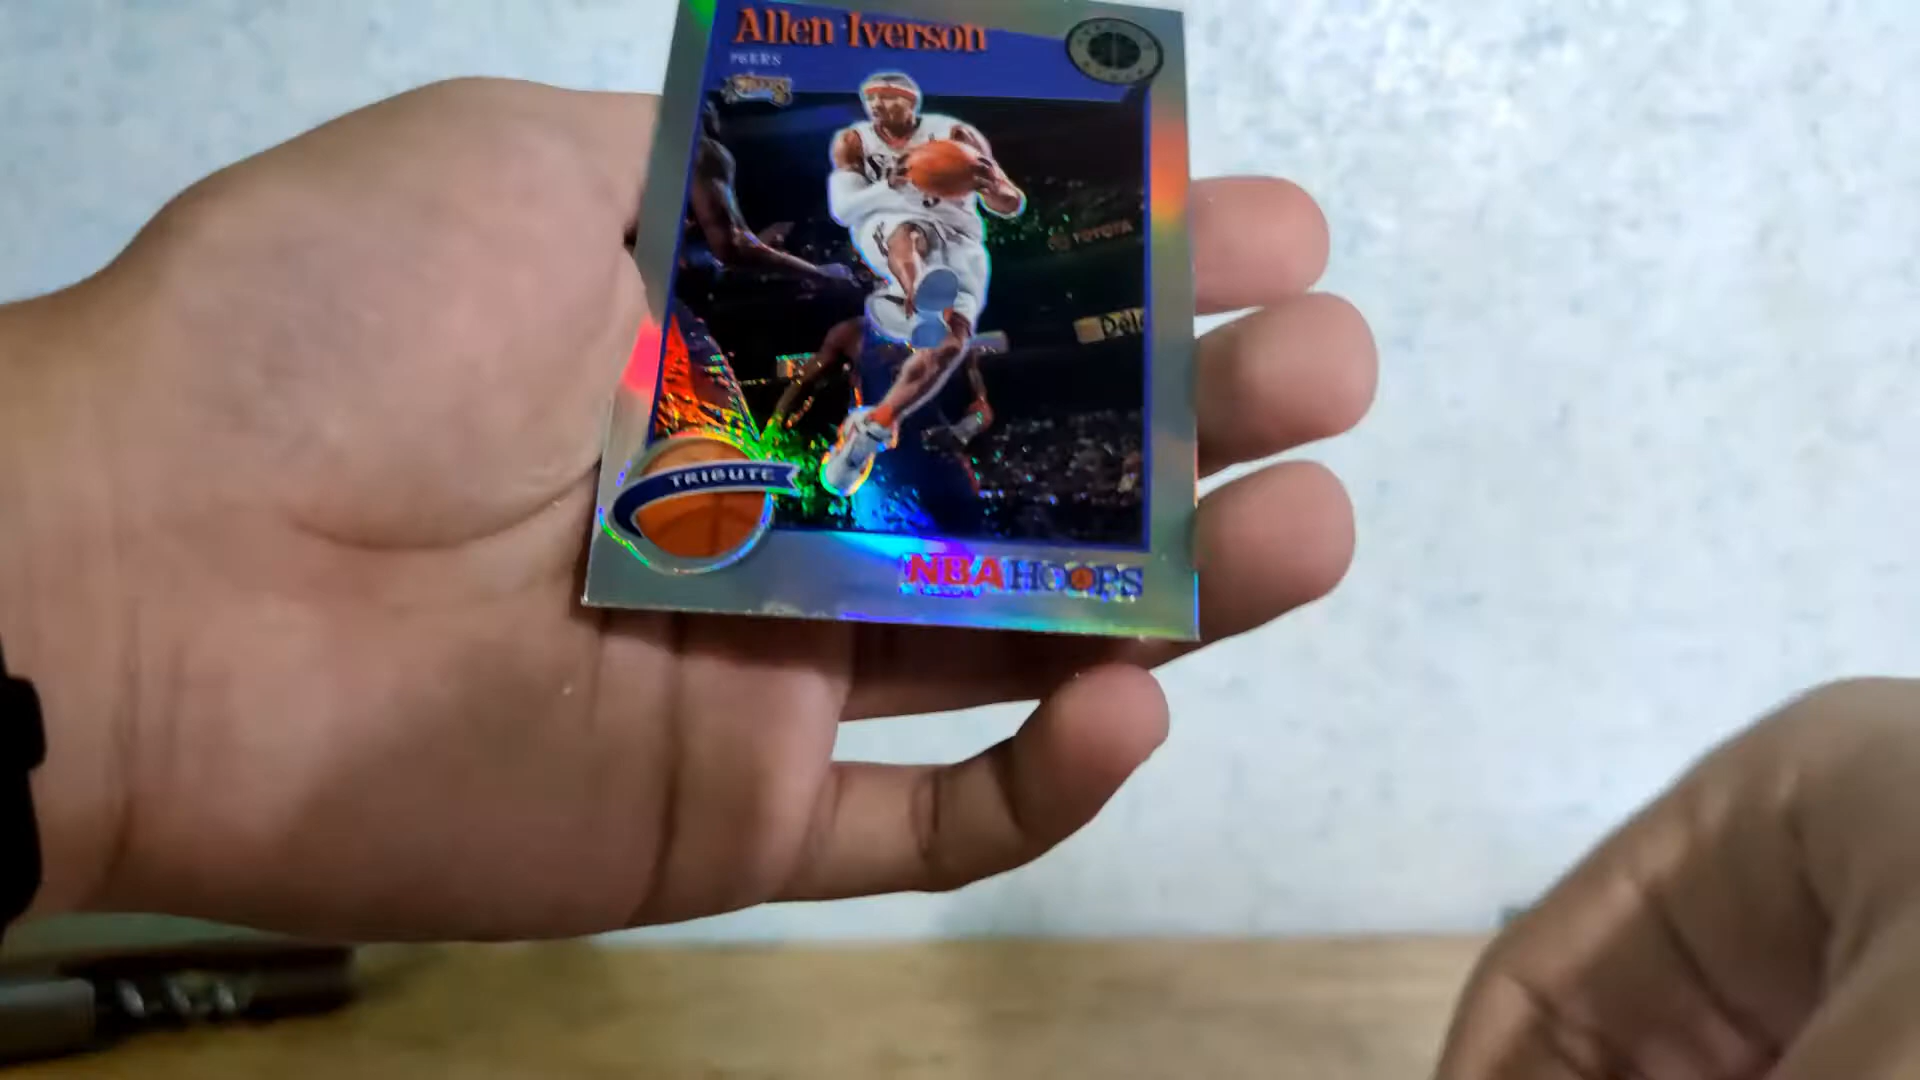 Allen Iverson
76ERS
TOYOTA
TRIBUTE
NBA HOOPS